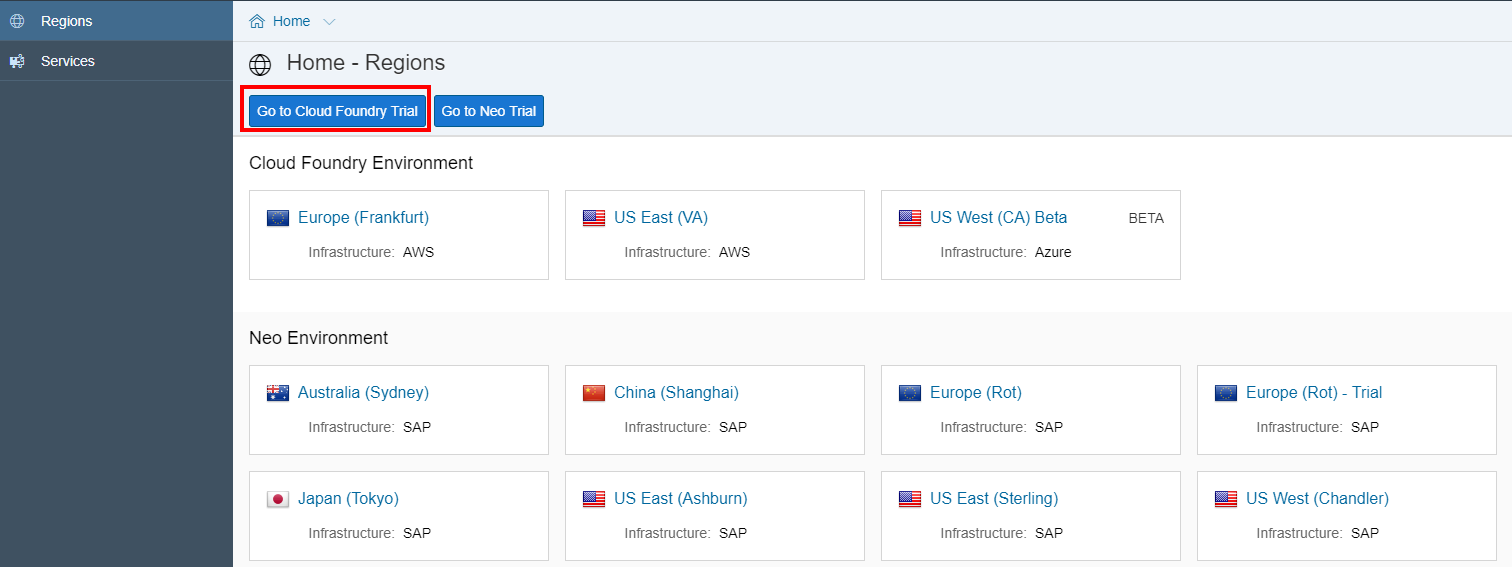 Regions
Services
Home
Home - Regions
Go to Cloud Foundry Trial
Go to Neo Trial
Cloud Foundry Environment
Europe (Frankfurt)
Infrastructure: AWS
US East (VA)
Infrastructure: AWS
US West (CA) Beta
BETA
Infrastructure: Azure
Neo Environment
Australia (Sydney)
Infrastructure: SAP
China (Shanghai)
Infrastructure: SAP
Europe (Rot)
Infrastructure: SAP
Europe (Rot) - Trial
Infrastructure: SAP
Japan (Tokyo)
Infrastructure: SAP
US East (Ashburn)
Infrastructure: SAP
US East (Sterling)
Infrastructure: SAP
US West (Chandler)
Infrastructure: SAP